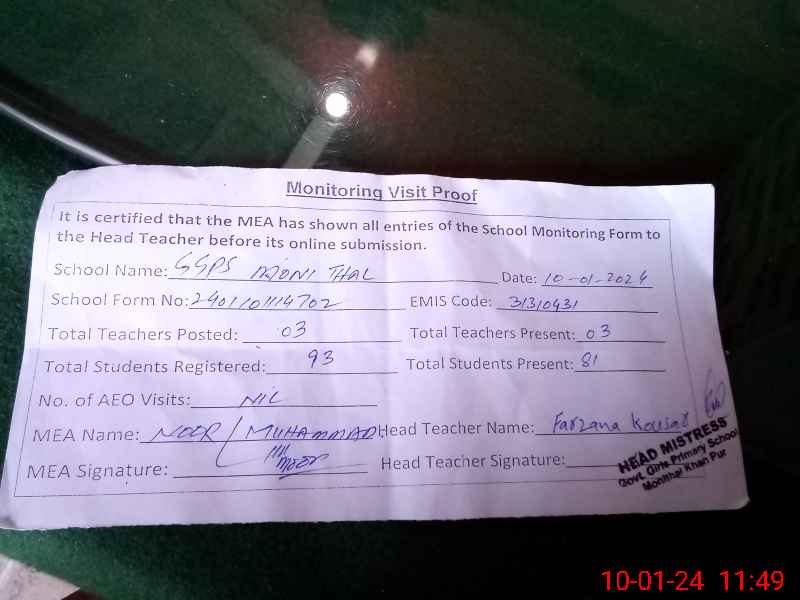 Monitoring Visit Proof
It is certified that the MEA has shown all entries of the School Monitoring Form to
the Head Teacher before its online submission.
School Name: GGPS MONI THAL Date: 10-01-2024
School Form No: 2401101114702 EMIS Code: 31310431
Total Teachers Posted: 03 Total Teachers Present: 03
Total Students Registered: 93 Total Students Present: 81
No. of AEO Visits: NIL
MEA Name: NOOR MUHAMMAD Head Teacher Name: Farzana Kousar
MEA Signature: Noor Head Teacher Signature:
HEAD MISTRESS
Govt. Girls Primary School
Monithal Khan Pur
10-01-24 11:49